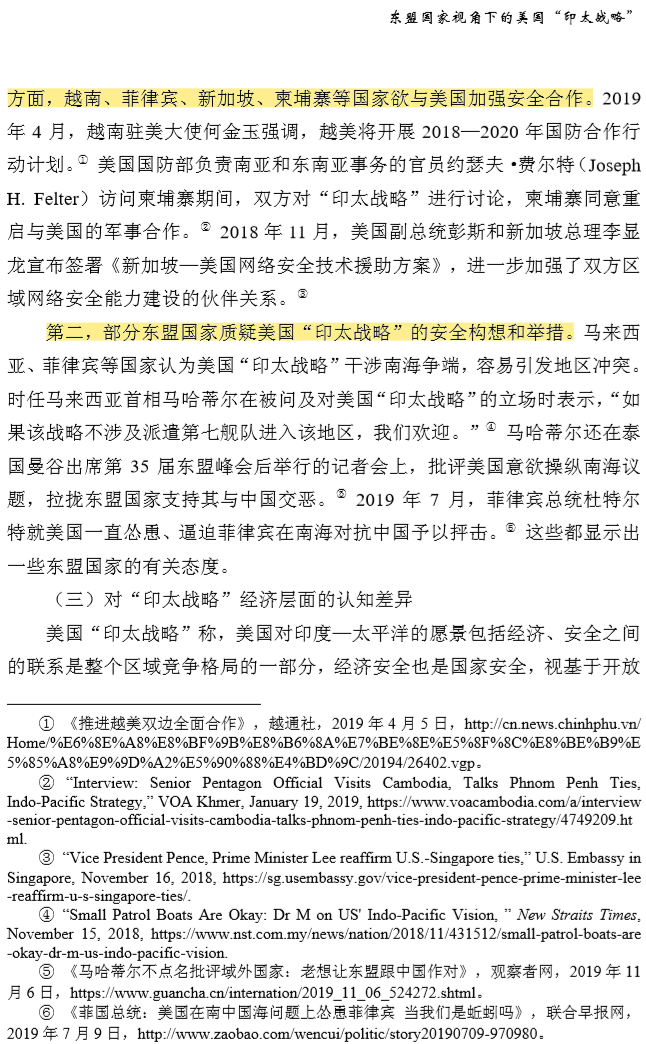 东盟国家视角下的美国“印太战略”
方面，越南、菲律宾、新加坡、柬埔寨等国家欲与美国加强安全合作。2019
年 4 月，越南驻美大使何金玉强调，越美将开展 2018—2020 年国防合作行
动计划。① 美国国防部负责南亚和东南亚事务的官员约瑟夫•费尔特（Joseph
H. Felter）访问柬埔寨期间，双方对“印太战略”进行讨论，柬埔寨同意重
启与美国的军事合作。② 2018 年 11 月，美国副总统彭斯和新加坡总理李显
龙宣布签署《新加坡—美国网络安全技术援助方案》，进一步加强了双方区
域网络安全能力建设的伙伴关系。③
第二，部分东盟国家质疑美国“印太战略”的安全构想和举措。马来西
亚、菲律宾等国家认为美国“印太战略”干涉南海争端，容易引发地区冲突。
时任马来西亚首相马哈蒂尔在被问及对美国“印太战略”的立场时表示，“如
果该战略不涉及派遣第七舰队进入该地区，我们欢迎。”④ 马哈蒂尔还在泰
国曼谷出席第 35 届东盟峰会后举行的记者会上，批评美国意欲操纵南海议
题，拉拢东盟国家支持其与中国交恶。⑤ 2019 年 7 月，菲律宾总统杜特尔
特就美国一直怂恿、逼迫菲律宾在南海对抗中国予以抨击。⑥ 这些都显示出
一些东盟国家的有关态度。
（三）对“印太战略”经济层面的认知差异
美国“印太战略”称，美国对印度—太平洋的愿景包括经济、安全之间
的联系是整个区域竞争格局的一部分，经济安全也是国家安全，视基于开放
① 《推进越美双边全面合作》，越通社，2019 年 4 月 5 日，http://cn.news.chinhphu.vn/
Home/%E6%8E%A8%E8%BF%9B%E8%B6%8A%E7%BE%8E%E5%8F%8C%E8%BE%B9%E
5%85%A8%E9%9D%A2%E5%90%88%E4%BD%9C/20194/26402.vgp。
② “Interview: Senior Pentagon Official Visits Cambodia, Talks Phnom Penh Ties,
Indo-Pacific Strategy,” VOA Khmer, January 19, 2019, https://www.voacambodia.com/a/interview
-senior-pentagon-official-visits-cambodia-talks-phnom-penh-ties-indo-pacific-strategy/4749209.ht
ml.
③ “Vice President Pence, Prime Minister Lee reaffirm U.S.-Singapore ties,” U.S. Embassy in
Singapore, November 16, 2018, https://sg.usembassy.gov/vice-president-pence-prime-minister-lee
-reaffirm-u-s-singapore-ties/.
④ “Small Patrol Boats Are Okay: Dr M on US' Indo-Pacific Vision, ” New Straits Times,
November 15, 2018, https://www.nst.com.my/news/nation/2018/11/431512/small-patrol-boats-are
-okay-dr-m-us-indo-pacific-vision.
⑤ 《马哈蒂尔不点名批评域外国家：老想让东盟跟中国作对》，观察者网，2019 年 11
月 6 日，https://www.guancha.cn/internation/2019_11_06_524272.shtml。
⑥ 《菲国总统：美国在南中国海问题上怂恿菲律宾 当我们是蚯蚓吗》，联合早报网，
2019 年 7 月 9 日，http://www.zaobao.com/wencui/politic/story20190709-970980。